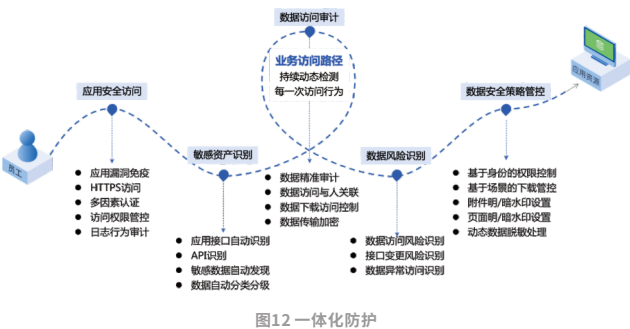 数据访问审计
业务访问路径
持续动态检测
每一次访问行为
应用安全访问
数据安全策略管控
应用资源
敏感资产识别
数据风险识别
员工
应用漏洞免疫
HTTPS访问
多因素认证
访问权限管控
日志行为审计
数据精准审计
数据访问与人关联
数据下载访问控制
数据传输加密
基于身份的权限控制
基于场景的下载管控
附件明/暗水印设置
页面明/暗水印设置
动态数据脱敏处理
应用接口自动识别
API识别
敏感数据自动发现
数据自动分类分级
数据访问风险识别
接口变更风险识别
数据异常访问识别
图12 一体化防护